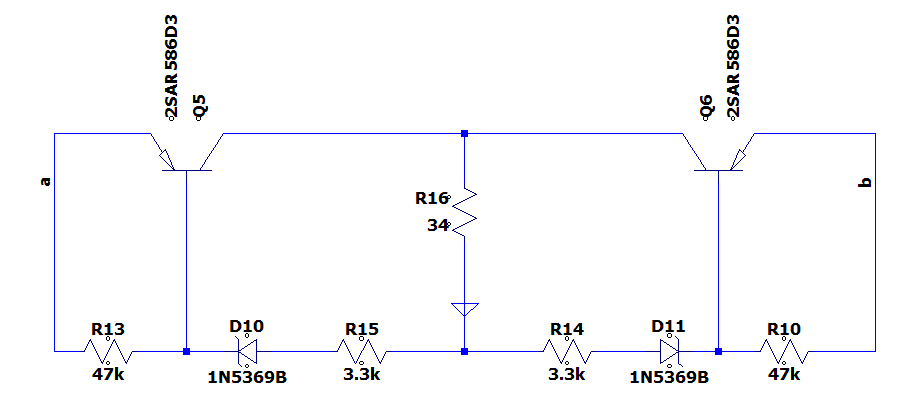 2SAR586D3
Q5
Q6
2SAR586D3
a
b
R16
34
R13
47k
D10
1N5369B
R15
3.3k
R14
3.3k
D11
1N5369B
R10
47k